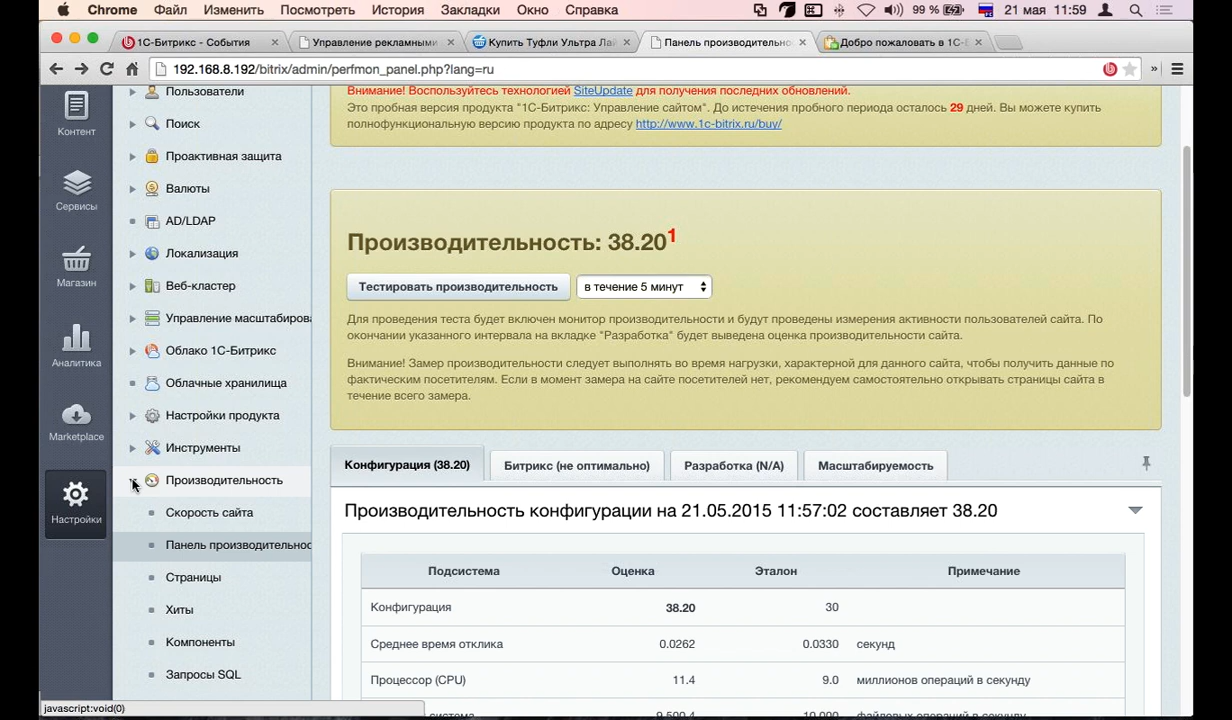 Chrome Файл Изменить Посмотреть История Закладки Окно Справка 99 % 21 мая 11:59
1С-Битрикс - События Управление рекламными Купить Туфли Ультра Лай Панель производительно Добро пожаловать в 1С-Б
192.168.8.192/bitrix/admin/perfmon_panel.php?lang=ru
Контент
Сервисы
Магазин
Аналитика
Marketplace
Настройки
Пользователи
Поиск
Проактивная защита
Валюты
AD/LDAP
Локализация
Веб-кластер
Управление масштабирова
Облако 1С-Битрикс
Облачные хранилища
Настройки продукта
Инструменты
Производительность
Скорость сайта
Панель производительнос
Страницы
Хиты
Компоненты
Запросы SQL
javascript:void(0)
Внимание! Воспользуйтесь технологией SiteUpdate для получения последних обновлений.
Это пробная версия продукта "1С-Битрикс: Управление сайтом". До истечения пробного периода осталось 29 дней. Вы можете купить
полнофункциональную версию продукта по адресу http://www.1c-bitrix.ru/buy/
Производительность: 38.20¹
Тестировать производительность в течение 5 минут
Для проведения теста будет включен монитор производительности и будут проведены измерения активности пользователей сайта. По
окончании указанного интервала на вкладке "Разработка" будет выведена оценка производительности сайта.
Внимание! Замер производительности следует выполнять во время нагрузки, характерной для данного сайта, чтобы получить данные по
фактическим посетителям. Если в момент замера на сайте посетителей нет, рекомендуем самостоятельно открывать страницы сайта в
течение всего замера.
Конфигурация (38.20) Битрикс (не оптимально) Разработка (N/A) Масштабируемость
Производительность конфигурации на 21.05.2015 11:57:02 составляет 38.20
Подсистема Оценка Эталон Примечание
Конфигурация 38.20 30
Среднее время отклика 0.0262 0.0330 секунд
Процессор (CPU) 11.4 9.0 миллионов операций в секунду
система 9 500.4 10 000 файловых операций в секунду